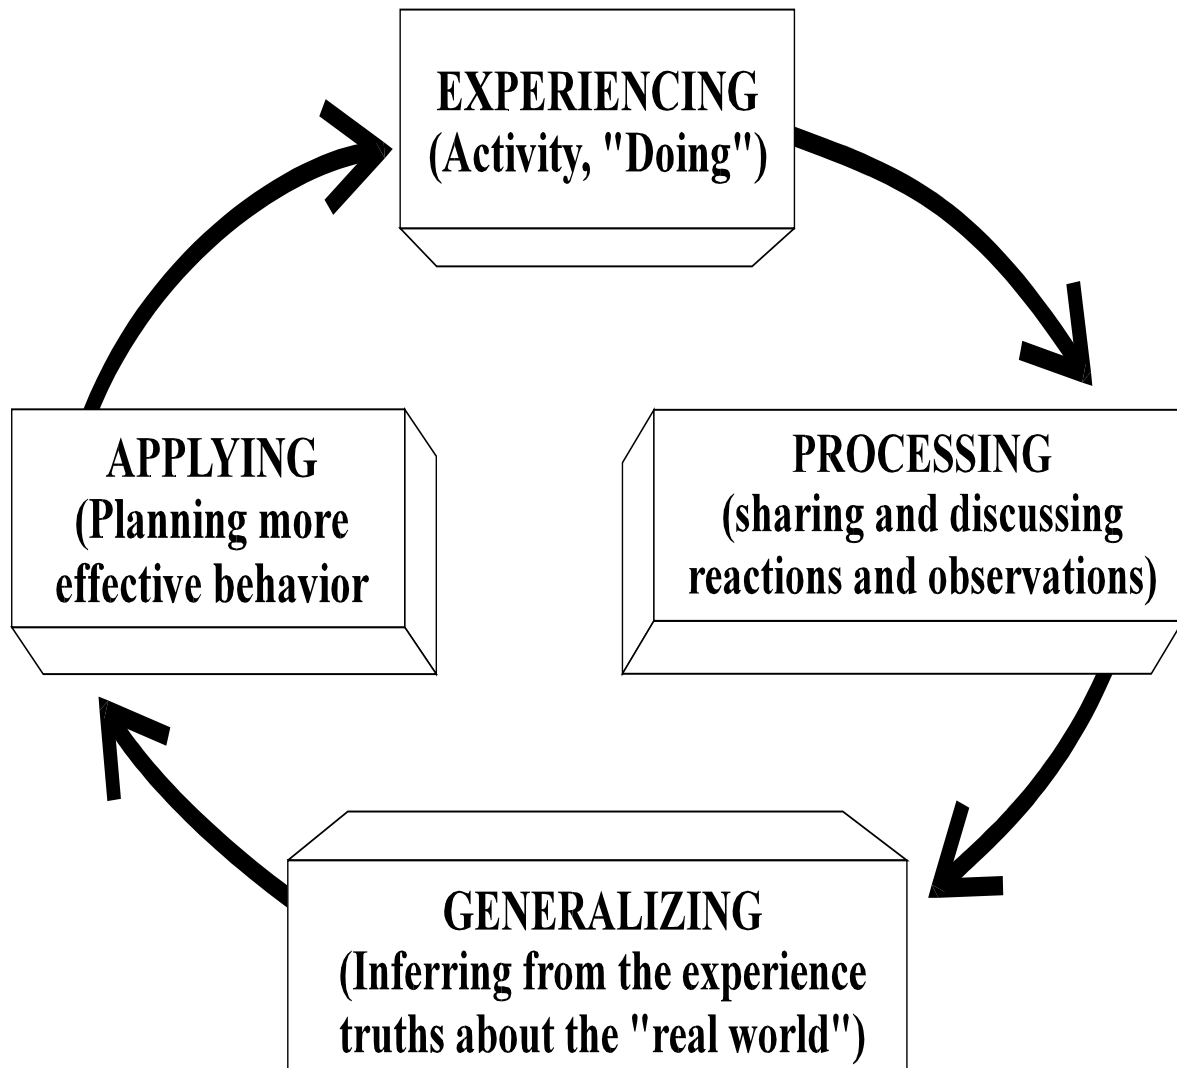 EXPERIENCING
(Activity, "Doing")
APPLYING
(Planning more
effective behavior
PROCESSING
(sharing and discussing
reactions and observations)
GENERALIZING
(Inferring from the experience
truths about the "real world")